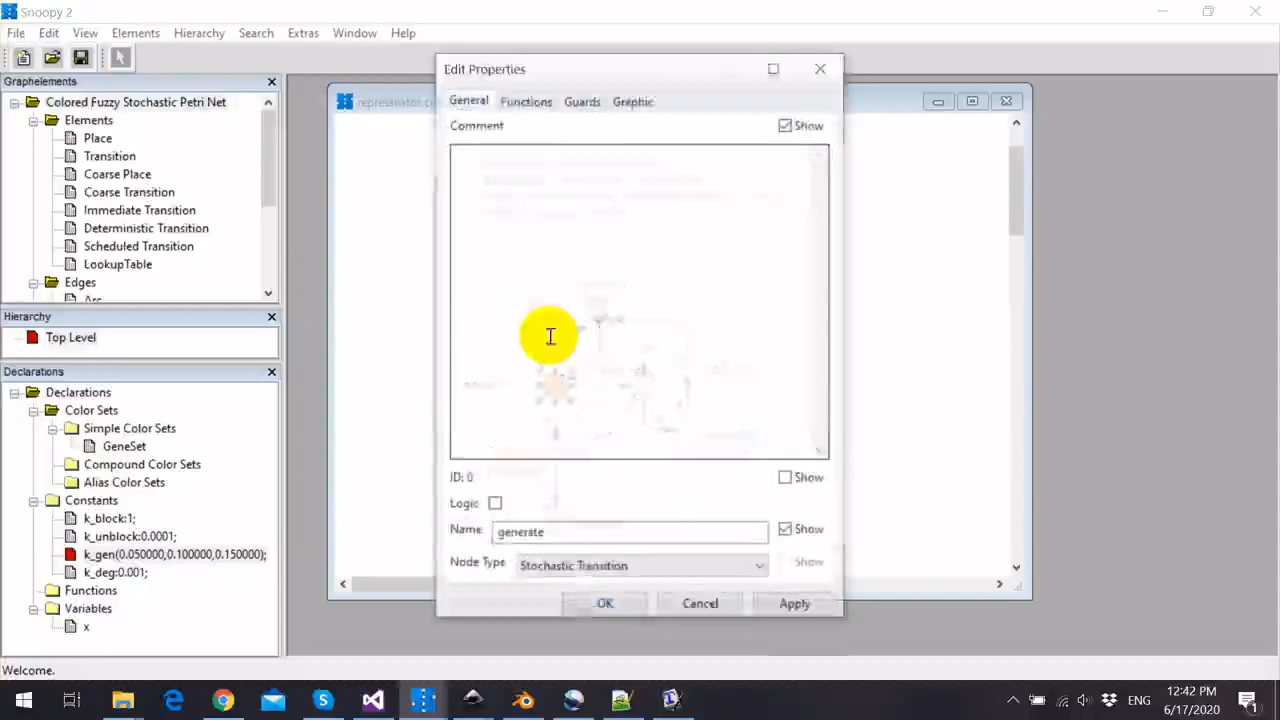 Snoopy 2
File Edit View Elements Hierarchy Search Extras Window Help
Graphelements
Colored Fuzzy Stochastic Petri Net
Elements
Place
Transition
Coarse Place
Coarse Transition
Immediate Transition
Deterministic Transition
Scheduled Transition
LookupTable
Edges
Arc
Hierarchy
Top Level
Declarations
Declarations
Color Sets
Simple Color Sets
GeneSet
Compound Color Sets
Alias Color Sets
Constants
k_block:1;
k_unblock:0.0001;
k_gen(0.050000,0.100000,0.150000);
k_deg:0.001;
Functions
Variables
x
Edit Properties
General Functions Guards Graphic
Comment Show
ID: 0 Show
Logic
Name generate Show
Node Type Stochastic Transition Show
OK Cancel Apply
Welcome.
ENG
12:42 PM
6/17/2020
1